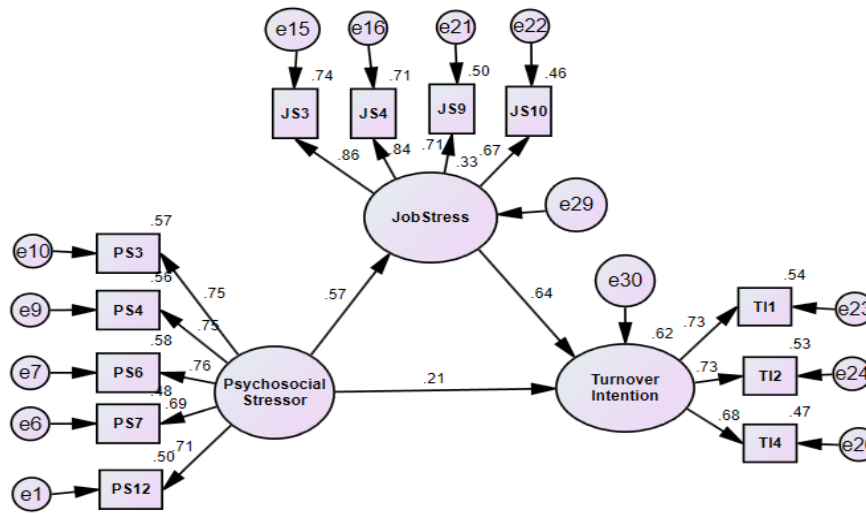 e15
e16
e21
e22
.74
.71
.50
.46
JS3
JS4
JS9
JS10
.86
.84
.71
.33
.67
JobStress
e29
.57
e10
PS3
.56
e9
PS4
.75
.75
.58
e7
PS6
.76
.48
e6
PS7
.69
.50
.71
e1
PS12
Psychosocial
Stressor
.57
.64
.21
e30
.62
Turnover
Intention
.73
.73
.68
.54
TI1
e23
.53
TI2
e24
.47
TI4